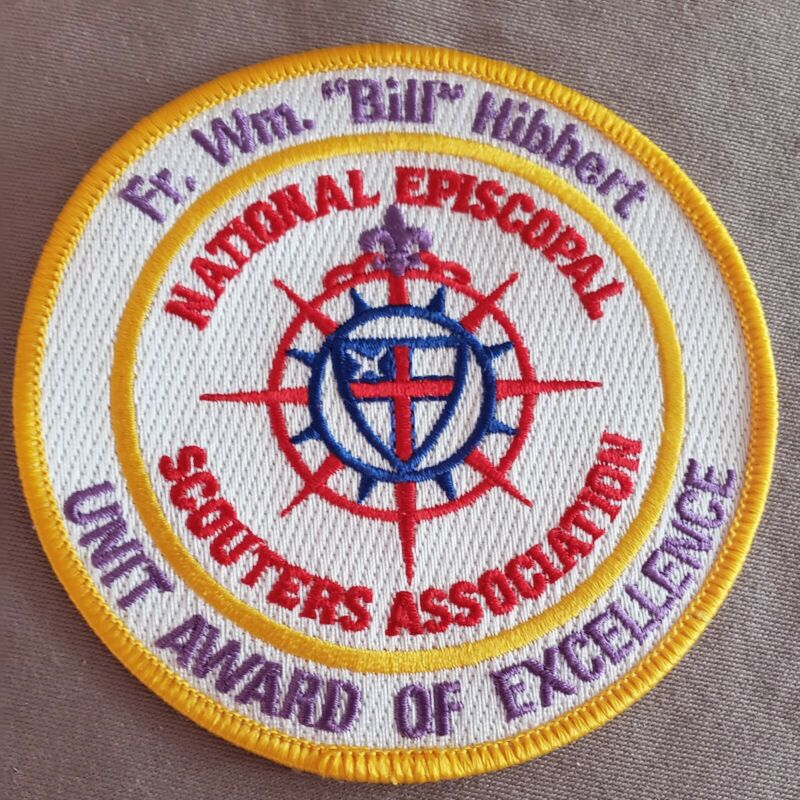 Fr. Wm. "Bill" Hibbert
NATIONAL EPISCOPAL
SCOUTERS ASSOCIATION
UNIT AWARD OF EXCELLENCE